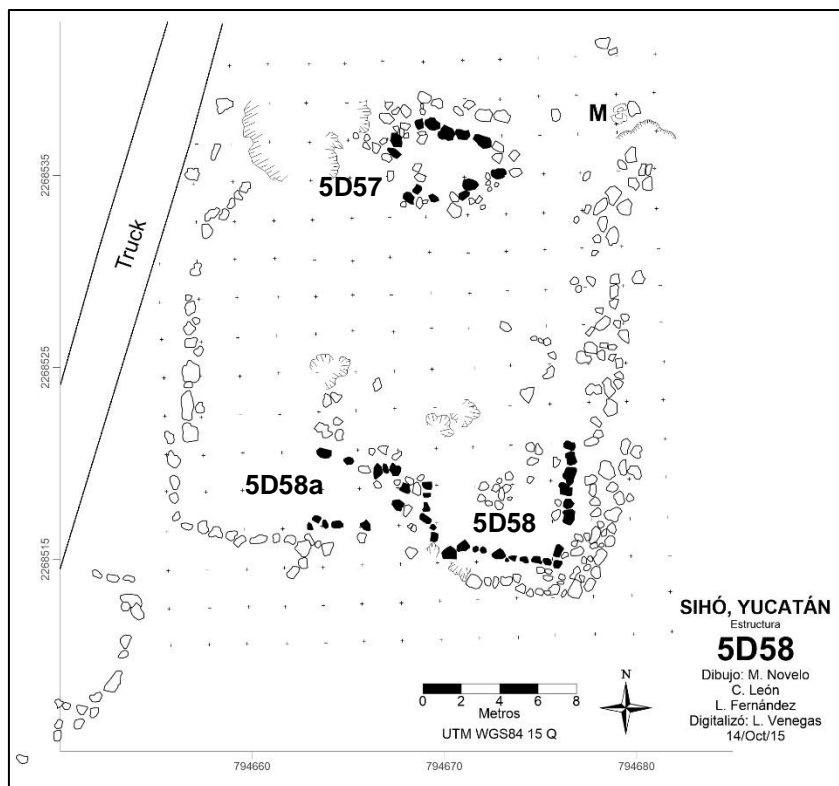 M
2268535
5D57
Truck
2268525
5D58a
5D58
2268515
SIHÓ, YUCATÁN
Estructura
5D58
Dibujo: M. Novelo
C. León
L. Fernández
Digitalizó: L. Venegas
14/Oct/15
N
0 2 4 6 8
Metros
UTM WGS84 15 Q
794660 794670 794680